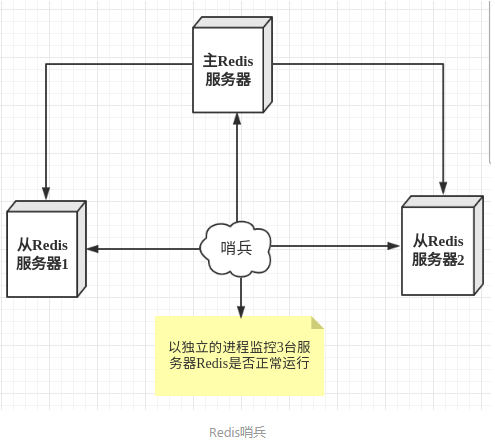 主Redis
服务器
从Redis
服务器1
哨兵
从Redis
服务器2
以独立的进程监控3台服
务器Redis是否正常运行
Redis哨兵